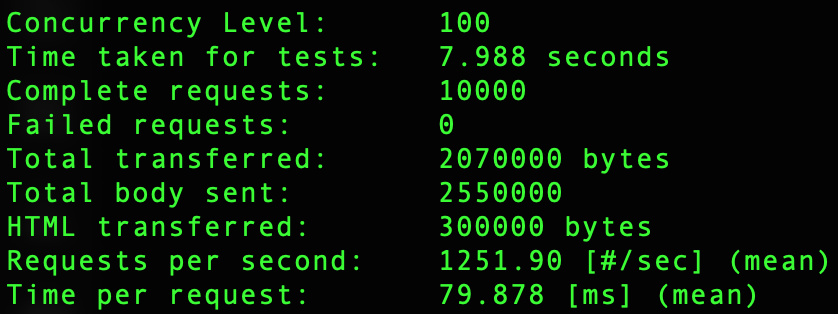 Concurrency Level: 100
Time taken for tests: 7.988 seconds
Complete requests: 10000
Failed requests: 0
Total transferred: 2070000 bytes
Total body sent: 2550000
HTML transferred: 300000 bytes
Requests per second: 1251.90 [#/sec] (mean)
Time per request: 79.878 [ms] (mean)